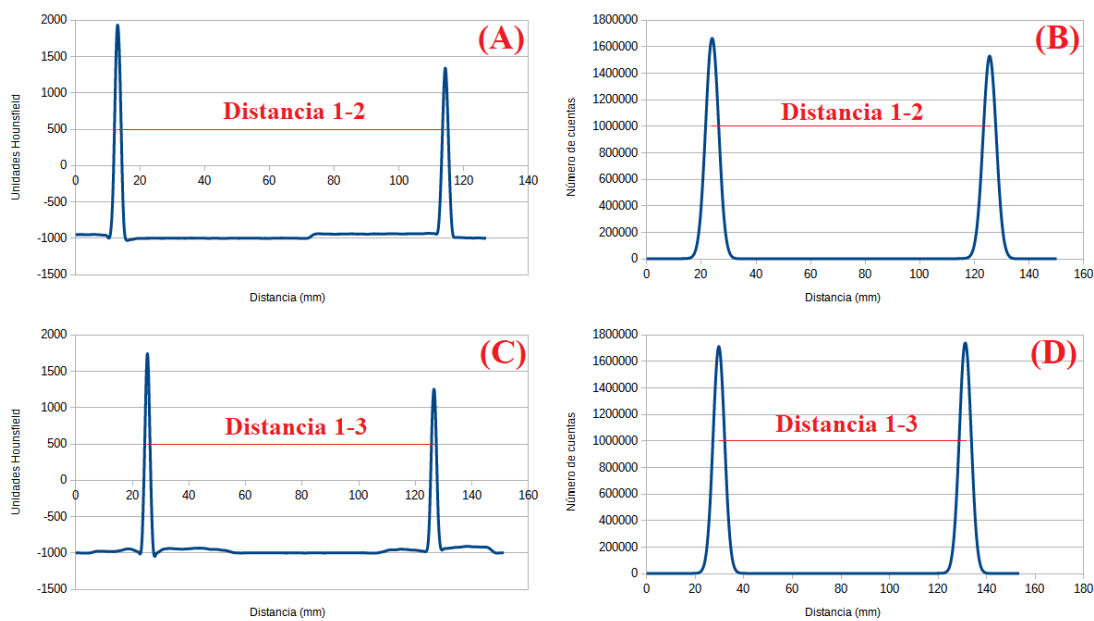 2000
1500
1000
500
0
-500
-1000
-1500
Unidades Hounsfield
0 20 40 60 80 100 120 140
Distancia (mm)
(A)
Distancia 1-2
1800000
1600000
1400000
1200000
1000000
800000
600000
400000
200000
0
Número de cuentas
0 20 40 60 80 100 120 140 160
Distancia (mm)
(B)
Distancia 1-2
2000
1500
1000
500
0
-500
-1000
-1500
Unidades Hounsfield
0 20 40 60 80 100 120 140 160
Distancia (mm)
(C)
Distancia 1-3
1800000
1600000
1400000
1200000
1000000
800000
600000
400000
200000
0
Número de cuentas
0 20 40 60 80 100 120 140 160 180
Distancia (mm)
(D)
Distancia 1-3